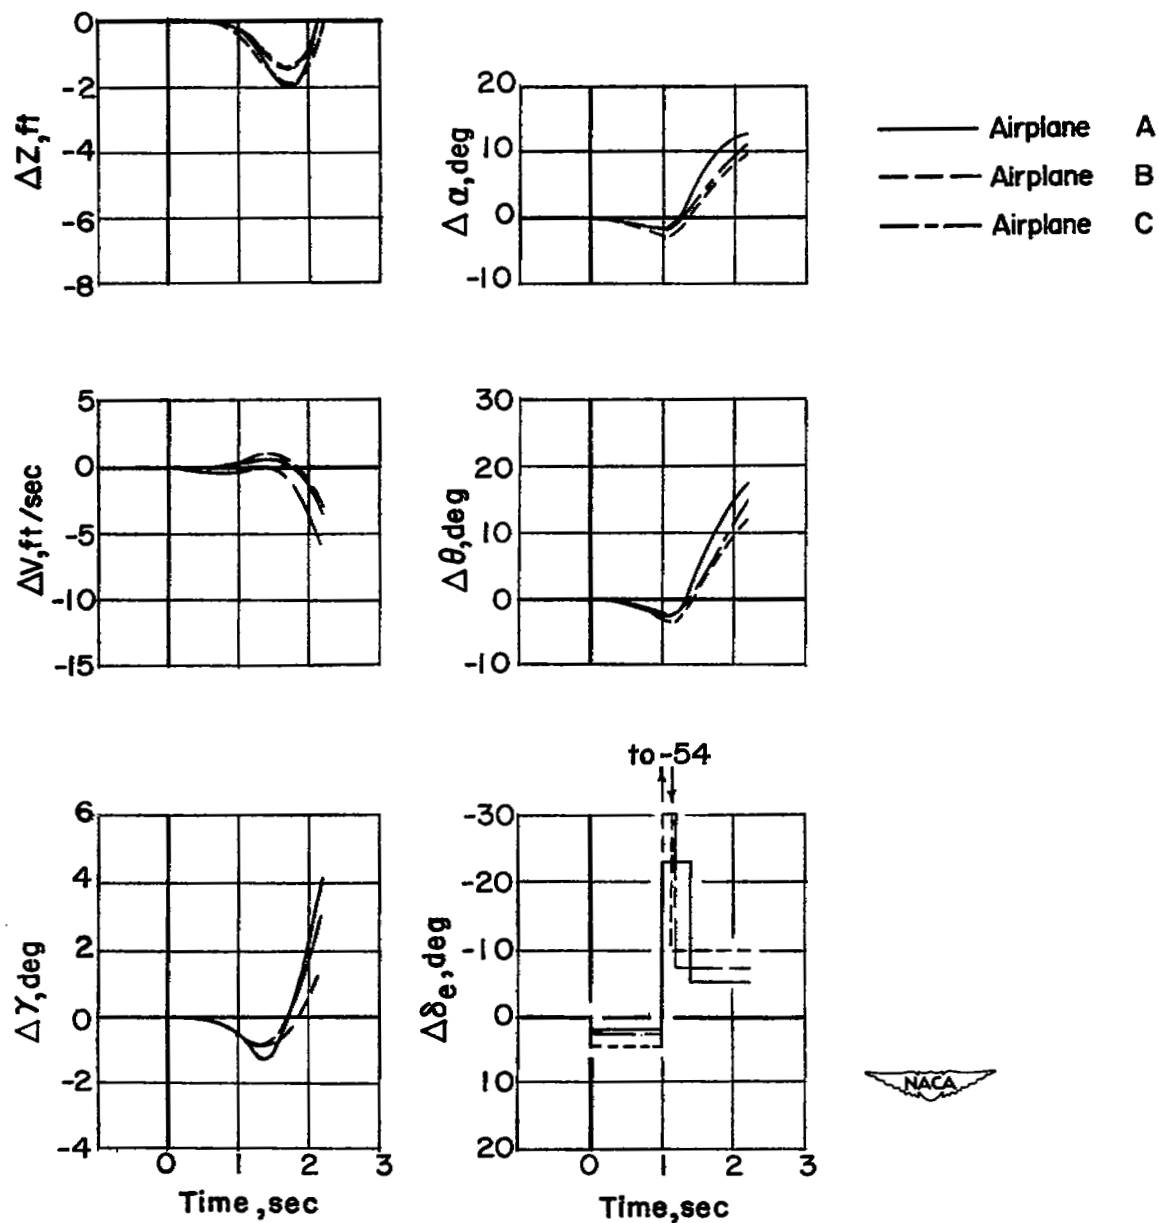 0
-2
-4
-6
-8
ΔZ, ft
20
10
0
-10
Δα, deg
Airplane A
Airplane B
Airplane C
5
0
-5
-10
-15
ΔV, ft/sec
30
20
10
0
-10
Δθ, deg
6
4
2
0
-2
-4
Δγ, deg
0 1 2 3
Time, sec
to -54
-30
-20
-10
0
10
20
Δδe, deg
0 1 2 3
Time, sec
NACA